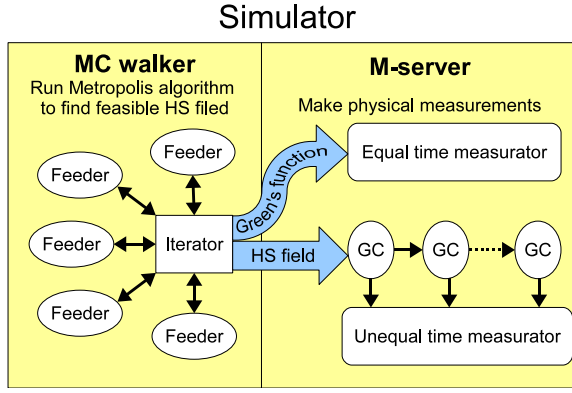 Simulator
MC walker
Run Metropolis algorithm
to find feasible HS filed
Feeder
Feeder
Feeder
Feeder
Feeder
Iterator
M-server
Make physical measurements
Green's function
Equal time measurator
HS field
GC
GC
GC
Unequal time measurator